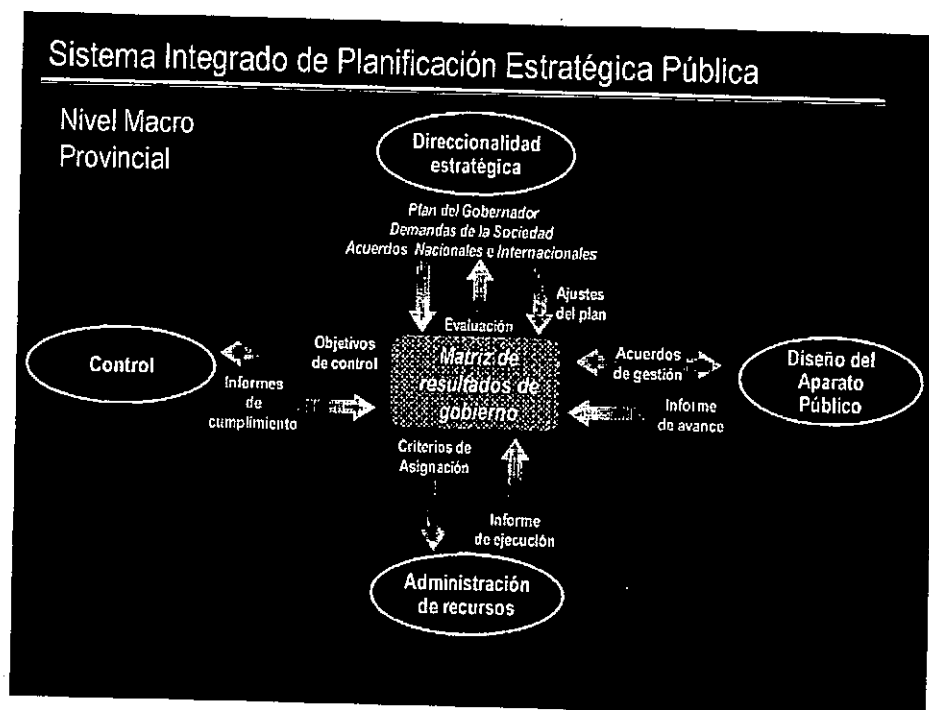 Sistema Integrado de Planificación Estratégica Pública
Nivel Macro
Provincial
Direccionalidad
estratégica
Plan del Gobernador
Demandas de la Sociedad
Acuerdos Nacionales e Internacionales
Ajustes
del plan
Evaluación
Control
Objetivos
de control
Matriz de
resultados de
gobierno
Acuerdos
de gestión
Diseño del
Aparato
Público
Informes
de
cumplimiento
Informe
de avance
Criterios de
Asignación
Informe
de ejecución
Administración
de recursos